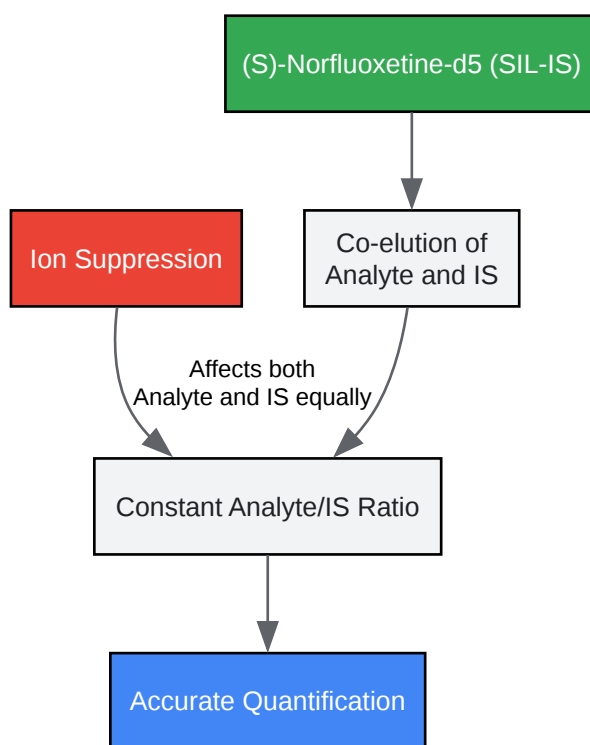 (S)-Norfluoxetine-d5 (SIL-IS)
Ion Suppression
Co-elution of
Analyte and IS
Affects both
Analyte and IS equally
Constant Analyte/IS Ratio
Accurate Quantification